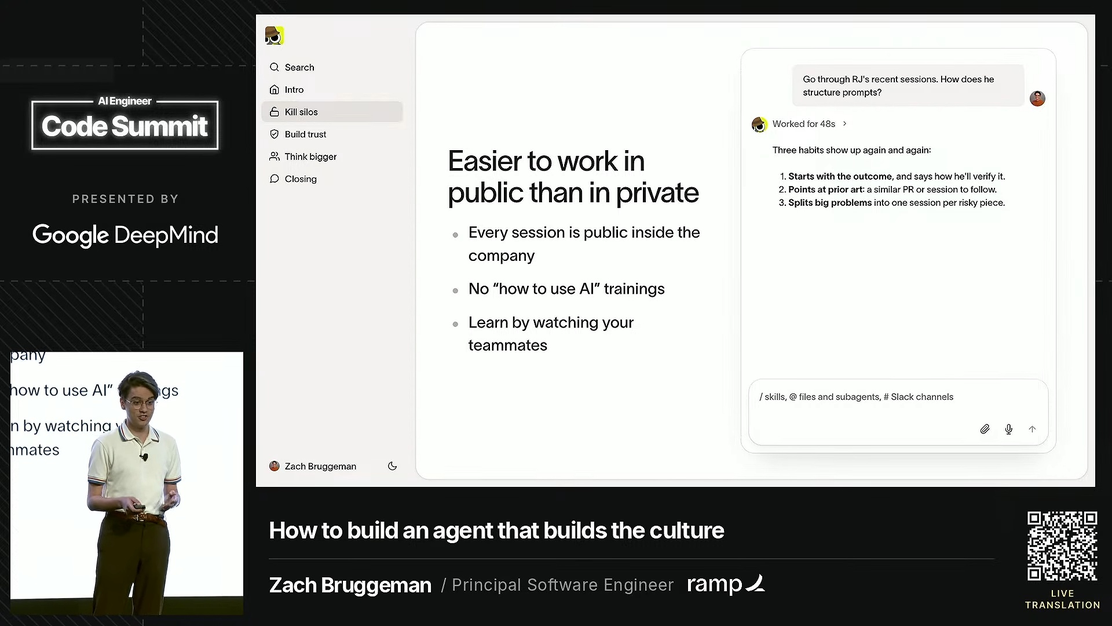 AI Engineer
Code Summit
PRESENTED BY
Google DeepMind
Search
Intro
Kill silos
Build trust
Think bigger
Closing
Zach Bruggeman
Easier to work in
public than in private
Every session is public inside the
company
No “how to use AI” trainings
Learn by watching your
teammates
Go through RJ's recent sessions. How does he
structure prompts?
Worked for 48s
Three habits show up again and again:
1. Starts with the outcome, and says how he'll verify it.
2. Points at prior art: a similar PR or session to follow.
3. Splits big problems into one session per risky piece.
/ skills, @ files and subagents, # Slack channels
pany
how to use AI” ings
n by watching y
mmates
How to build an agent that builds the culture
Zach Bruggeman / Principal Software Engineer ramp
LIVE
TRANSLATION